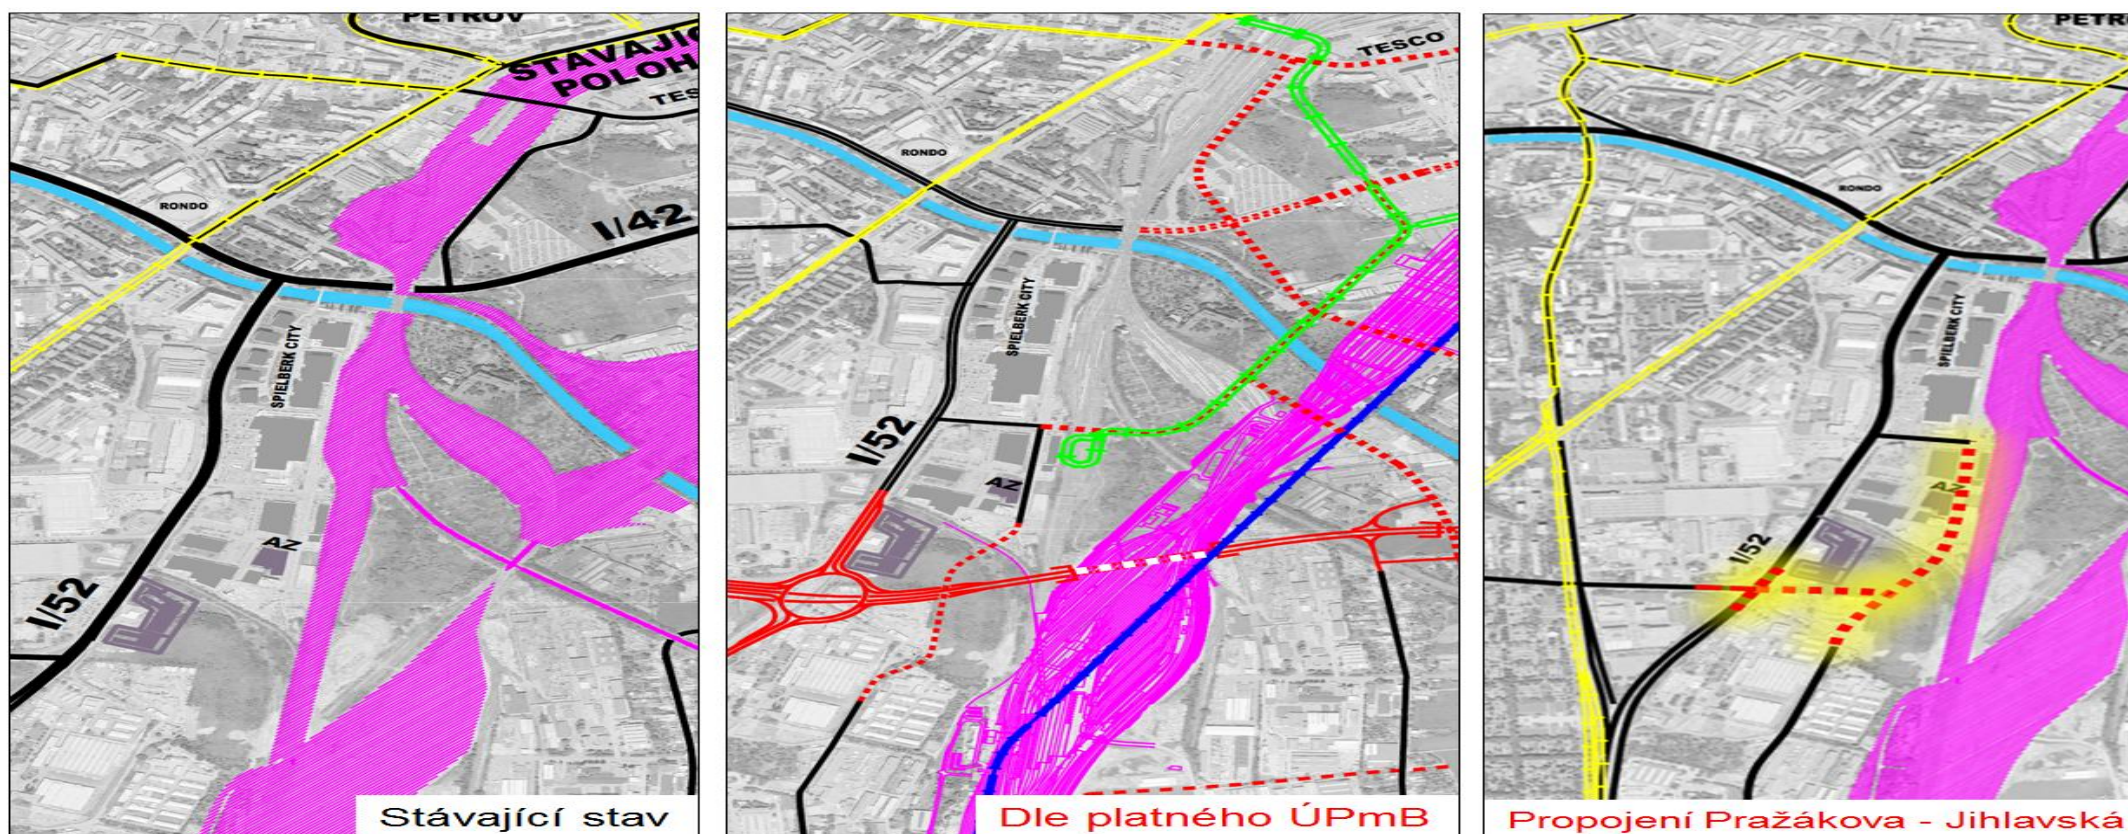 PETROV
STÁVAJÍC
POLOH
TES
RONDO
I/42
SPIELBERK CITY
AZ
I/52
Stávající stav
TESCO
RONDO
SPIELBERK CITY
I/52
AZ
Dle platného ÚPmB
PETR
RONDO
SPIELBERK CITY
AZ
I/52
Propojení Pražákova - Jihlavská